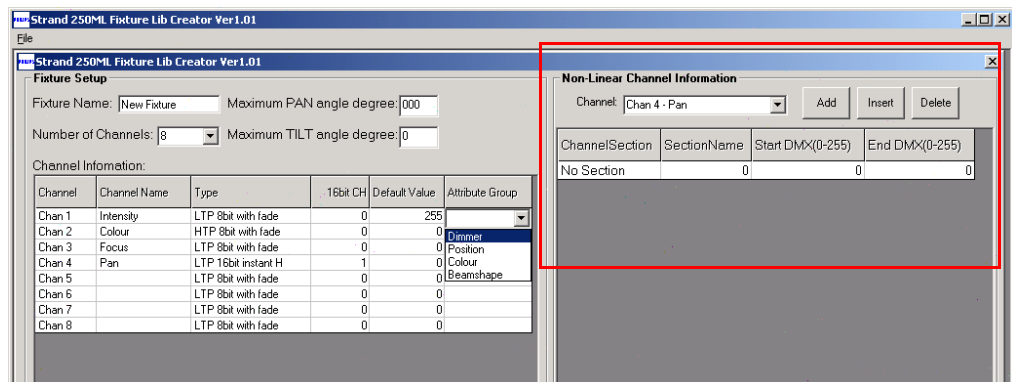 Strand 250ML Fixture Lib Creator Ver1.01
File
Strand 250ML Fixture Lib Creator Ver1.01
Fixture Setup
Fixture Name: New Fixture Maximum PAN angle degree: 000
Number of Channels: 8 Maximum TILT angle degree: 0
Channel Infomation:
Channel Channel Name Type 16bit CH Default Value Attribute Group
Chan 1 Intensity LTP 8bit with fade 0 255
Chan 2 Colour HTP 8bit with fade 0 0
Chan 3 Focus LTP 8bit with fade 0 0
Chan 4 Pan LTP 16bit instant H 1 0
Chan 5 LTP 8bit with fade 0 0
Chan 6 LTP 8bit with fade 0 0
Chan 7 LTP 8bit with fade 0 0
Chan 8 LTP 8bit with fade 0 0
Dimmer
Position
Colour
Beamshape
Non-Linear Channel Information
Channel: Chan 4 - Pan Add Insert Delete
ChannelSection SectionName Start DMX(0-255) End DMX(0-255)
No Section 0 0 0